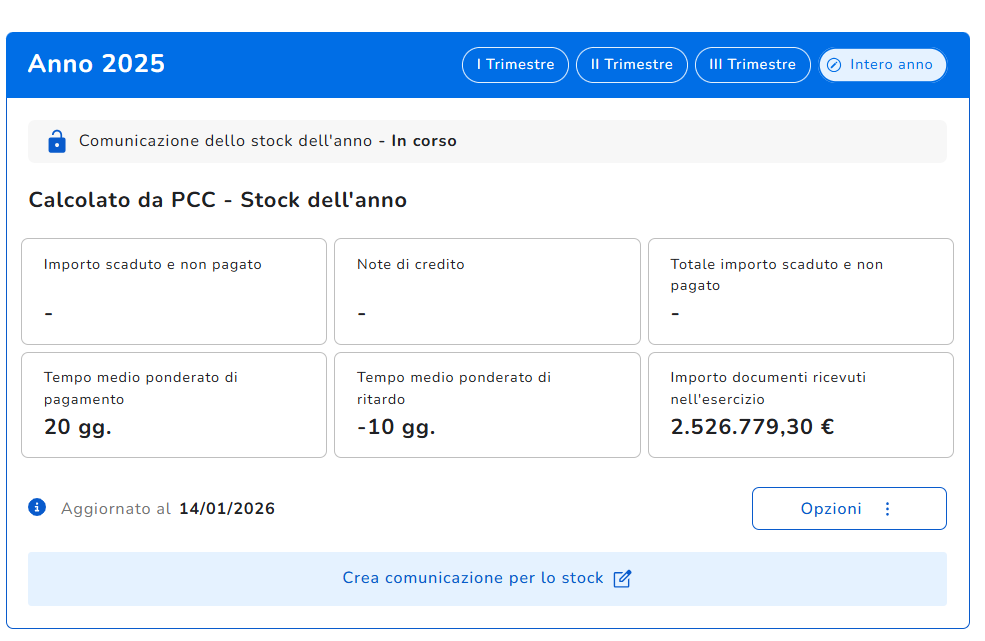 Anno 2025
I Trimestre
II Trimestre
III Trimestre
Intero anno
Comunicazione dello stock dell'anno - In corso
Calcolato da PCC - Stock dell'anno
Importo scaduto e non pagato
-
Note di credito
-
Totale importo scaduto e non
pagato
-
Tempo medio ponderato di
pagamento
20 gg.
Tempo medio ponderato di
ritardo
-10 gg.
Importo documenti ricevuti
nell'esercizio
2.526.779,30 €
Aggiornato al 14/01/2026
Opzioni
Crea comunicazione per lo stock